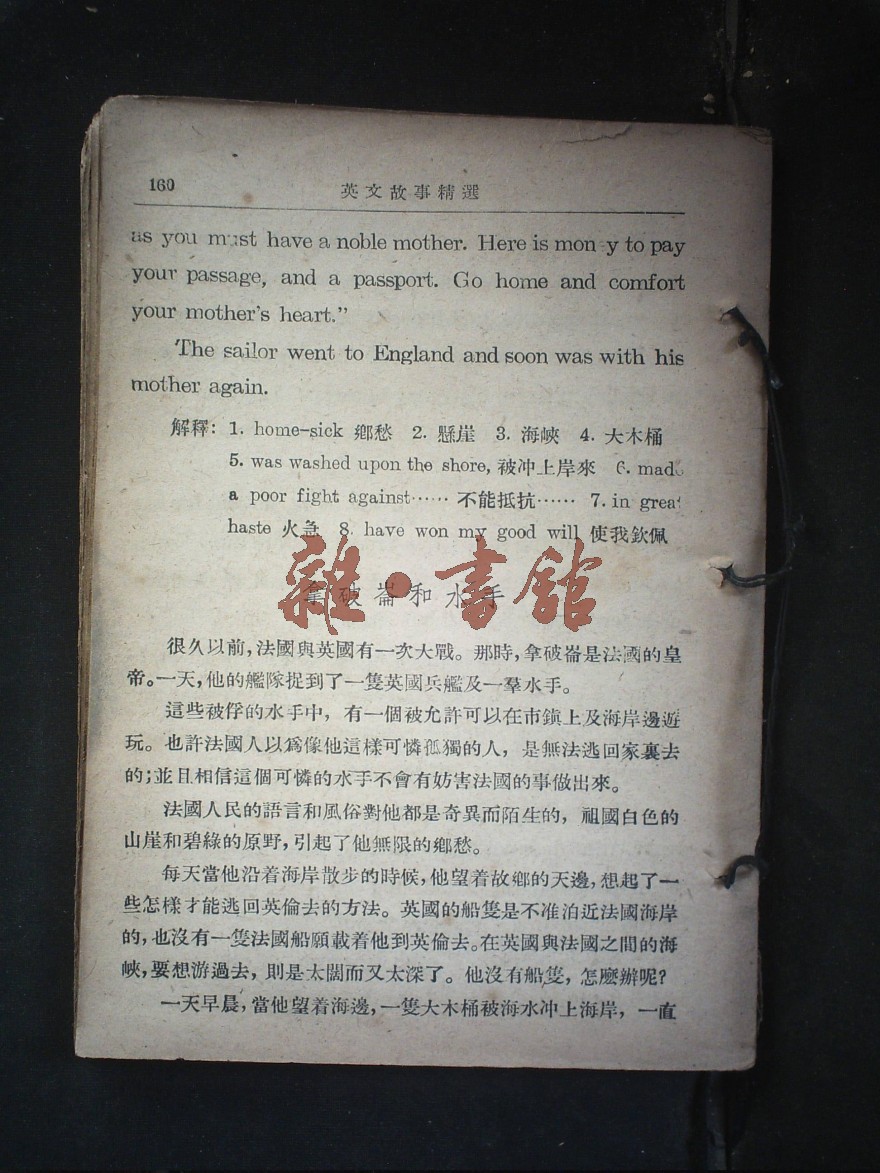 160
英文故事精選
as you must have a noble mother. Here is mon y to pay
your passage, and a passport. Go home and comfort
your mother's heart."
The sailor went to England and soon was with his
mother again.
解釋: 1. home-sick 鄉愁 2. 懸崖 3. 海峽 4. 大木桶
5. was washed upon the shore, 被冲上岸來 6. made
a poor fight against…… 不能抵抗…… 7. in great
haste 火急 8. have won my good will 使我欽佩
雜·書館
拿破崙和水手
很久以前,法國與英國有一次大戰。那時,拿破崙是法國的皇
帝。一天,他的艦隊捉到了一隻英國兵艦及一羣水手。
這些被俘的水手中,有一個被允許可以在市鎭上及海岸邊遊
玩。也許法國人以爲像他這樣可憐孤獨的人,是無法逃回家裏去
的;並且相信這個可憐的水手不會有妨害法國的事做出來。
法國人民的語言和風俗對他都是奇異而陌生的,祖國白色的
山崖和碧綠的原野,引起了他無限的鄉愁。
每天當他沿着海岸散步的時候,他望着故鄉的天邊,想起了一
些怎樣才能逃回英倫去的方法。英國的船隻是不准泊近法國海岸
的,也沒有一隻法國船願載着他到英倫去。在英國與法國之間的海
峽,要想游過去,則是太闊而又太深了。他沒有船隻,怎麼辦呢?
一天早晨,當他望着海邊,一隻大木桶被海水冲上海岸,一直